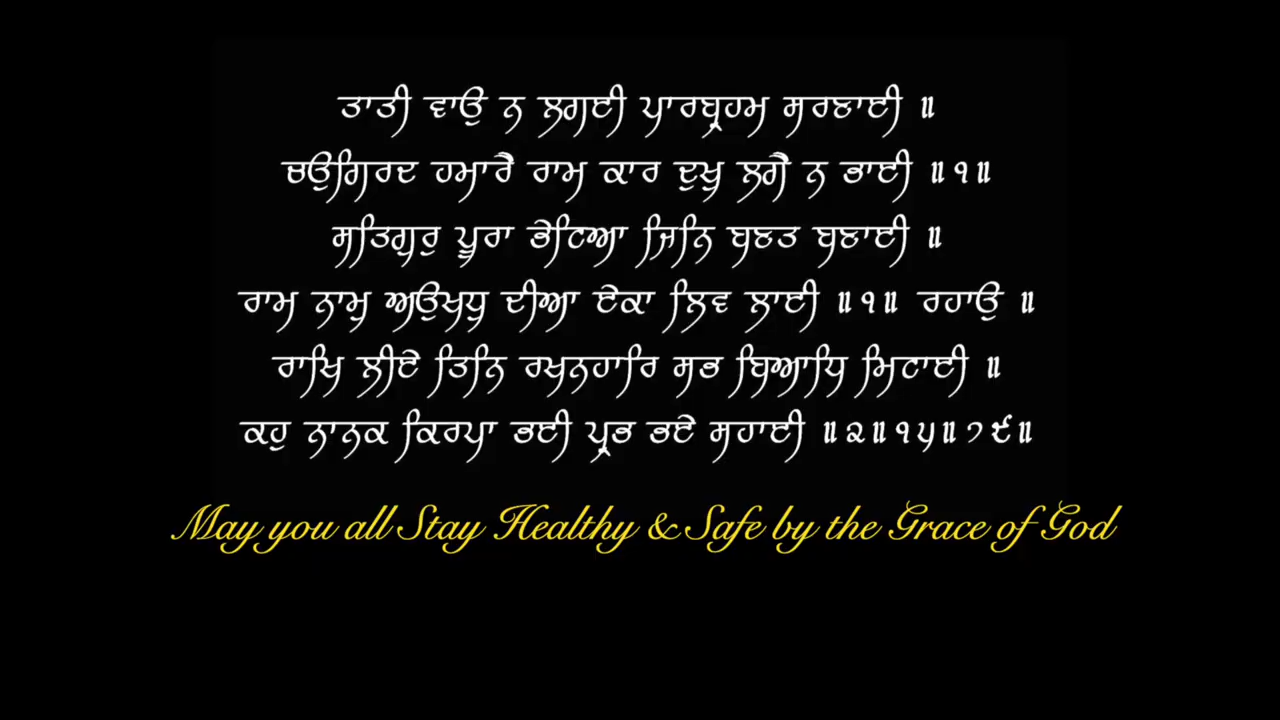 ਤਾਤੀ ਵਾਉ ਨ ਲਗਈ ਪਾਰਬ੍ਰਹਮ ਸਰਣਾਈ ॥
ਚਉਗਿਰਦ ਹਮਾਰੈ ਰਾਮ ਕਾਰ ਦੁਖੁ ਲਗੈ ਨ ਭਾਈ ॥੧॥
ਸਤਿਗੁਰੁ ਪੂਰਾ ਭੇਟਿਆ ਜਿਨਿ ਬਣਤ ਬਣਾਈ ॥
ਰਾਮ ਨਾਮੁ ਅਉਖਧੁ ਦੀਆ ਏਕਾ ਲਿਵ ਲਾਈ ॥੧॥ ਰਹਾਉ ॥
ਰਾਖਿ ਲੀਏ ਤਿਨਿ ਰਖਨਹਾਰਿ ਸਭ ਬਿਆਧਿ ਮਿਟਾਈ ॥
ਕਹੁ ਨਾਨਕ ਕਿਰਪਾ ਭਈ ਪ੍ਰਭ ਭਏ ਸਹਾਈ ॥੨॥੧੫॥੭੯॥
May you all Stay Healthy & Safe by the Grace of God